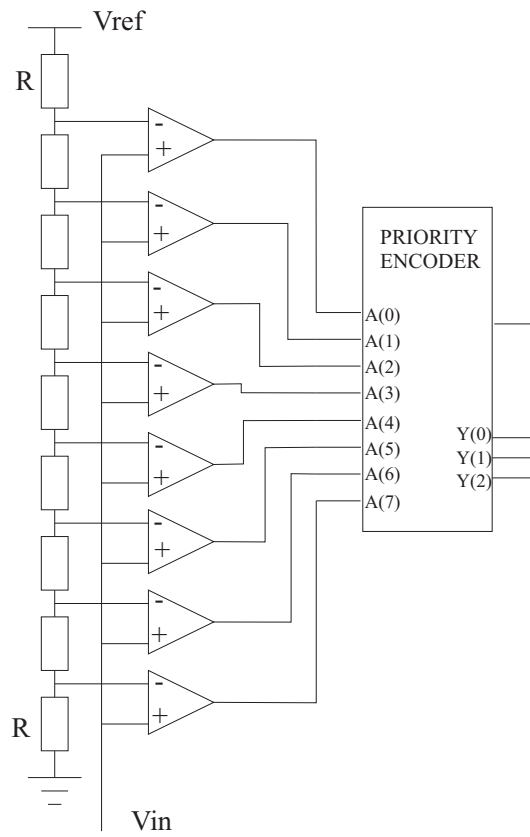 Vref
R
-
+
-
+
-
+
-
+
-
+
-
+
-
+
-
+
PRIORITY
ENCODER
A(0)
A(1)
A(2)
A(3)
A(4)
A(5)
A(6)
A(7)
Y(0)
Y(1)
Y(2)
R
Vin